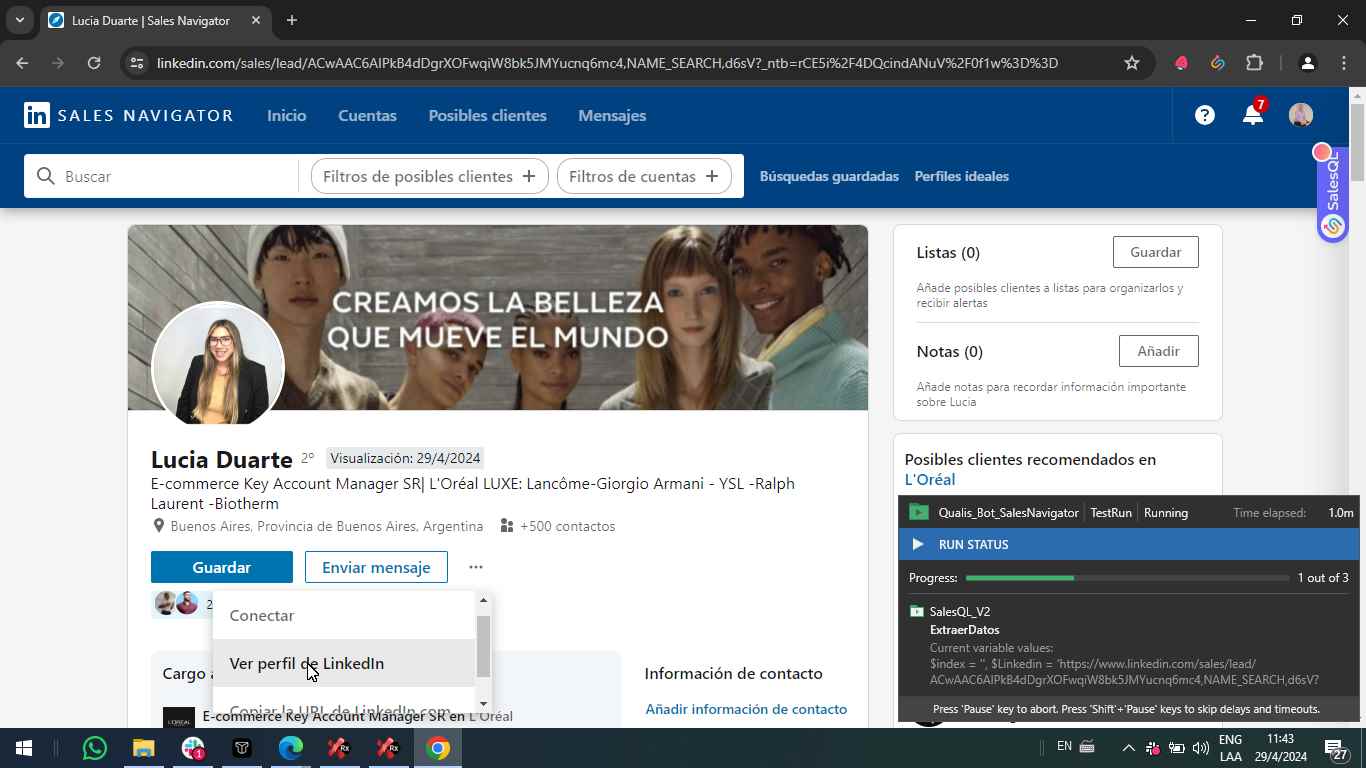 Lucia Duarte | Sales Navigator
linkedin.com/sales/lead/ACwAAC6AIPkB4dDgrXOFwqiW8bk5JMYucnq6mc4,NAME_SEARCH,d6sV?_ntb=rCE5i%2F4DQcindANuV%2F0f1w%3D%3D
in SALES NAVIGATOR
Inicio
Cuentas
Posibles clientes
Mensajes
7
Buscar
Filtros de posibles clientes +
Filtros de cuentas +
Búsquedas guardadas
Perfiles ideales
SalesQL
CREAMOS LA BELLEZA
QUE MUEVE EL MUNDO
Lucia Duarte 2º Visualización: 29/4/2024
E-commerce Key Account Manager SR| L'Oréal LUXE: Lancôme-Giorgio Armani - YSL -Ralph
Laurent -Biotherm
Buenos Aires, Provincia de Buenos Aires, Argentina +500 contactos
Guardar
Enviar mensaje
...
2
Conectar
Ver perfil de LinkedIn
Copiar la URL de LinkedIn.com
Cargo a
L'ORÉAL
E-commerce Key Account Manager SR en L'Oréal
Información de contacto
Añadir información de contacto
Listas (0)
Guardar
Añade posibles clientes a listas para organizarlos y
recibir alertas
Notas (0)
Añadir
Añade notas para recordar información importante
sobre Lucia
Posibles clientes recomendados en
L'Oréal
Qualis_Bot_SalesNavigator | TestRun | Running
Time elapsed: 1.0m
RUN STATUS
Progress: 1 out of 3
SalesQL_V2
ExtraerDatos
Current variable values:
$index = '', $Linkedin = 'https://www.linkedin.com/sales/lead/
ACwAAC6AIPkB4dDgrXOFwqiW8bk5JMYucnq6mc4,NAME_SEARCH,d6sV?
Press 'Pause' key to abort. Press 'Shift'+'Pause' keys to skip delays and timeouts.
1
Rx
Rx
EN
ENG
LAA
11:43
29/4/2024
27